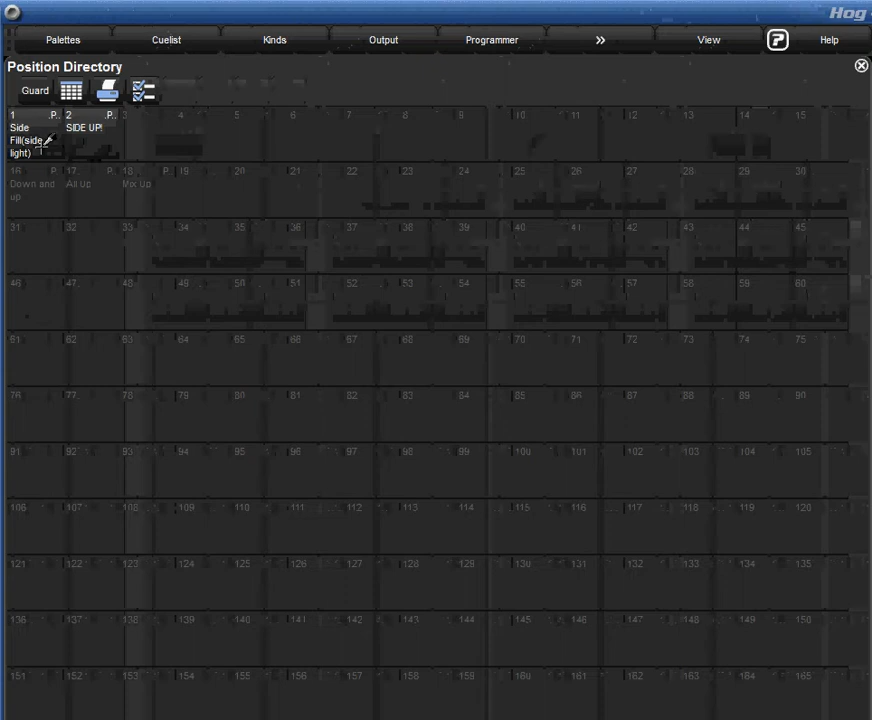 Hog
Palettes Cuelist Kinds Output Programmer » View Help
Position Directory
Guard
1 .P.. 2 .P.. 3 4 5 6 7 8 9 10 11 12 13 14 15
Side SIDE UP!
Fill(side
light)
16 P 17 P. 18 P 19 20 21 22 23 24 25 26 27 28 29 30
Down and All Up Mix Up
up
31 32 33 34 35 36 37 38 39 40 41 42 43 44 45
46 47 48 49 50 51 52 53 54 55 56 57 58 59 60
61 62 63 64 65 66 67 68 69 70 71 72 73 74 75
76 77 78 79 80 81 82 83 84 85 86 87 88 89 90
91 92 93 94 95 96 97 98 99 100 101 102 103 104 105
106 107 108 109 110 111 112 113 114 115 116 117 118 119 120
121 122 123 124 125 126 127 128 129 130 131 132 133 134 135
136 137 138 139 140 141 142 143 144 145 146 147 148 149 150
151 152 153 154 155 156 157 158 159 160 161 162 163 164 165